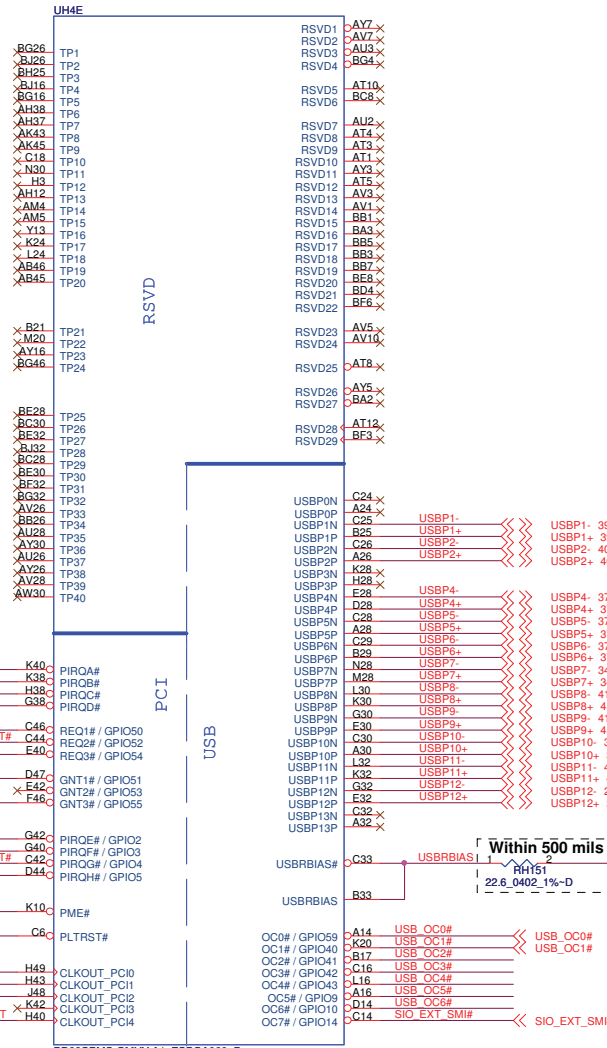 UH4E
BG26 TP1
BJ26 TP2
BH25 TP3
BJ16 TP4
BG16 TP5
AH38 TP6
AH37 TP7
AK43 TP8
AK45 TP9
C18 TP10
N30 TP11
H3 TP12
AH12 TP13
AM4 TP14
AM5 TP15
Y13 TP16
K24 TP17
L24 TP18
AB46 TP19
AB45 TP20
B21 TP21
M20 TP22
AY16 TP23
BG46 TP24
BE28 TP25
BC30 TP26
BE32 TP27
BJ32 TP28
BC28 TP29
BE30 TP30
BF32 TP31
BG32 TP32
AV26 TP33
BB26 TP34
AU28 TP35
AY30 TP36
AU26 TP37
AY26 TP38
AV28 TP39
AW30 TP40
RSVD
RSVD1 AY7
RSVD2 AV7
RSVD3 AU3
RSVD4 BG4
RSVD5 AT10
RSVD6 BC8
RSVD7 AU2
RSVD8 AT4
RSVD9 AT3
RSVD10 AT1
RSVD11 AY3
RSVD12 AT5
RSVD13 AV3
RSVD14 AV1
RSVD15 BB1
RSVD16 BA3
RSVD17 BB5
RSVD18 BB3
RSVD19 BB7
RSVD20 BE8
RSVD21 BD4
RSVD22 BF6
RSVD23 AV5
RSVD24 AV10
RSVD25 AT8
RSVD26 AY5
RSVD27 BA2
RSVD28 AT12
RSVD29 BF3
K40 PIRQA#
K38 PIRQB#
H38 PIRQC#
G38 PIRQD#
C46 REQ1# / GPIO50
T# C44 REQ2# / GPIO52
E40 REQ3# / GPIO54
D47 GNT1# / GPIO51
E42 GNT2# / GPIO53
F46 GNT3# / GPIO55
G42 PIRQE# / GPIO2
G40 PIRQF# / GPIO3
T# C42 PIRQG# / GPIO4
D44 PIRQH# / GPIO5
K10 PME#
C6 PLTRST#
H49 CLKOUT_PCI0
H43 CLKOUT_PCI1
J48 CLKOUT_PCI2
K42 CLKOUT_PCI3
H40 CLKOUT_PCI4
PCI
USB
USBP0N C24
USBP0P A24
USBP1N C25 USBP1- USBP1- 39
USBP1P B25 USBP1+ USBP1+
USBP2N C26 USBP2- USBP2- 40
USBP2P A26 USBP2+ USBP2+
USBP3N K28
USBP3P H28
USBP4N E28 USBP4- USBP4- 37
USBP4P D28 USBP4+ USBP4+
USBP5N C28 USBP5- USBP5- 37
USBP5P A28 USBP5+ USBP5+
USBP6N C29 USBP6- USBP6- 37
USBP6P B29 USBP6+ USBP6+
USBP7N N28 USBP7- USBP7- 34
USBP7P M28 USBP7+ USBP7+
USBP8N L30 USBP8- USBP8- 41
USBP8P K30 USBP8+ USBP8+
USBP9N G30 USBP9- USBP9- 41
USBP9P E30 USBP9+ USBP9+
USBP10N C30 USBP10- USBP10-
USBP10P A30 USBP10+ USBP10+
USBP11N L32 USBP11- USBP11-
USBP11P K32 USBP11+ USBP11+
USBP12N G32 USBP12- USBP12-
USBP12P E32 USBP12+ USBP12+
USBP13N C32
USBP13P A32
Within 500 mils
USBRBIAS# C33 USBRBIAS 1 2
RH151
22.6_0402_1%~D
USBRBIAS B33
OC0# / GPIO59 A14 USB_OC0# USB_OC0#
OC1# / GPIO40 K20 USB_OC1# USB_OC1#
OC2# / GPIO41 B17 USB_OC2#
OC3# / GPIO42 C16 USB_OC3#
OC4# / GPIO43 L16 USB_OC4#
OC5# / GPIO9 A16 USB_OC5#
OC6# / GPIO10 D14 USB_OC6#
OC7# / GPIO14 C14 SIO_EXT_SMI# SIO_EXT_SMI